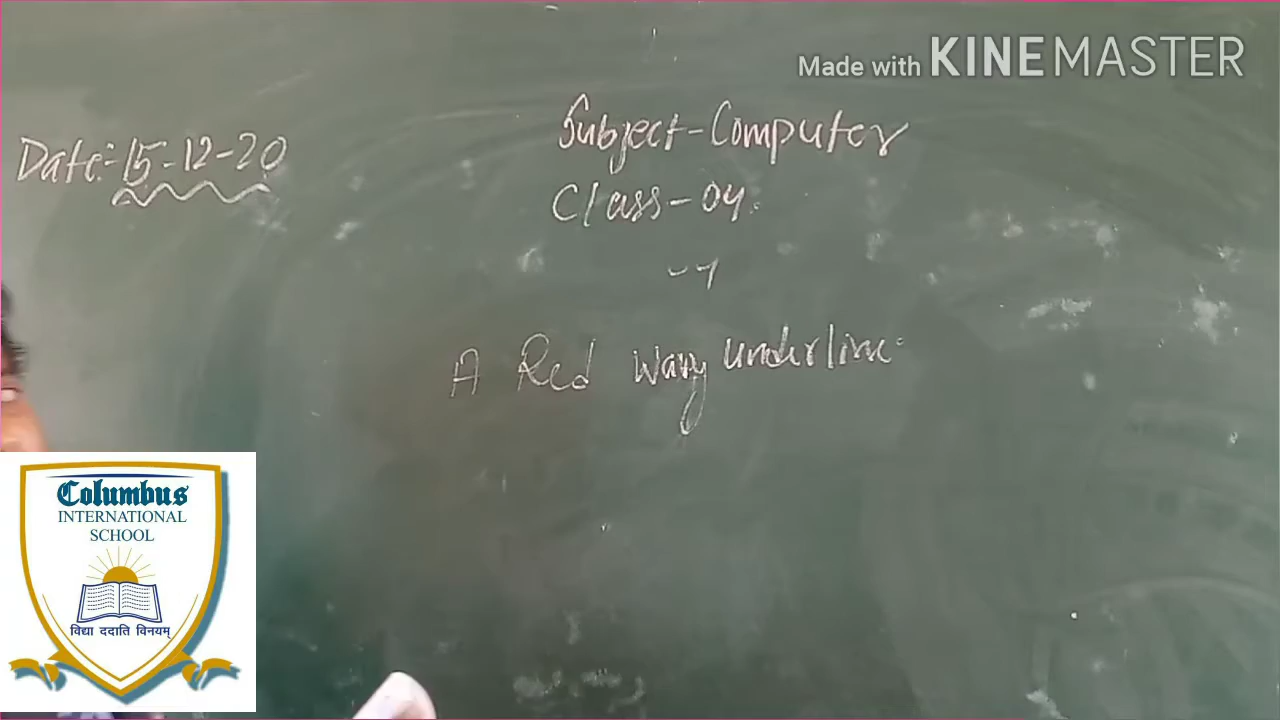 Made with KINEMASTER
Subject-Computer
Date:-15-12-20
Class-04.
A Red wavy underline.
Columbus
INTERNATIONAL
SCHOOL
विद्या ददाति विनयम्